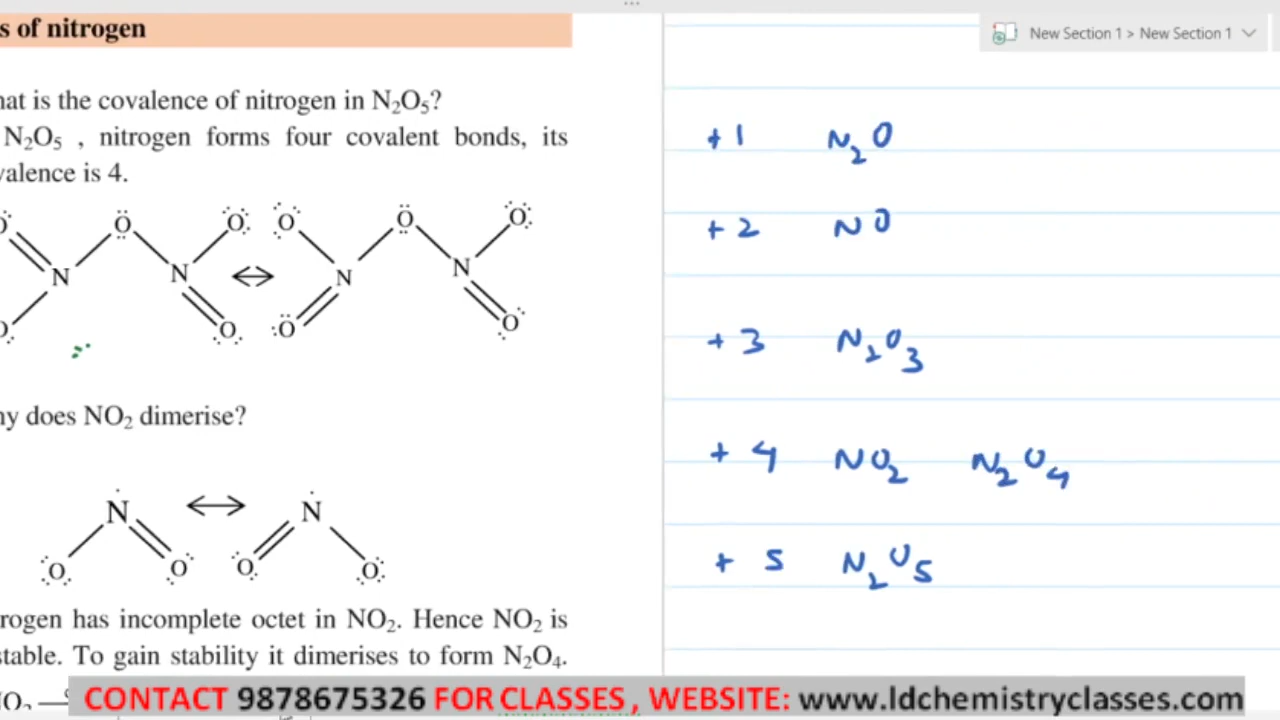 s of nitrogen
New Section 1 > New Section 1
hat is the covalence of nitrogen in N₂O₅?
N₂O₅ , nitrogen forms four covalent bonds, its
valence is 4.
O O O O O O
N N ↔ N N
O O O O
hy does NO₂ dimerise?
N ↔ N
O O O O
rogen has incomplete octet in NO₂. Hence NO₂ is
stable. To gain stability it dimerises to form N₂O₄.
+1 N₂O
+2 NO
+3 N₂O₃
+4 NO₂ N₂O₄
+5 N₂O₅
CONTACT 9878675326 FOR CLASSES , WEBSITE: www.ldchemistryclasses.com